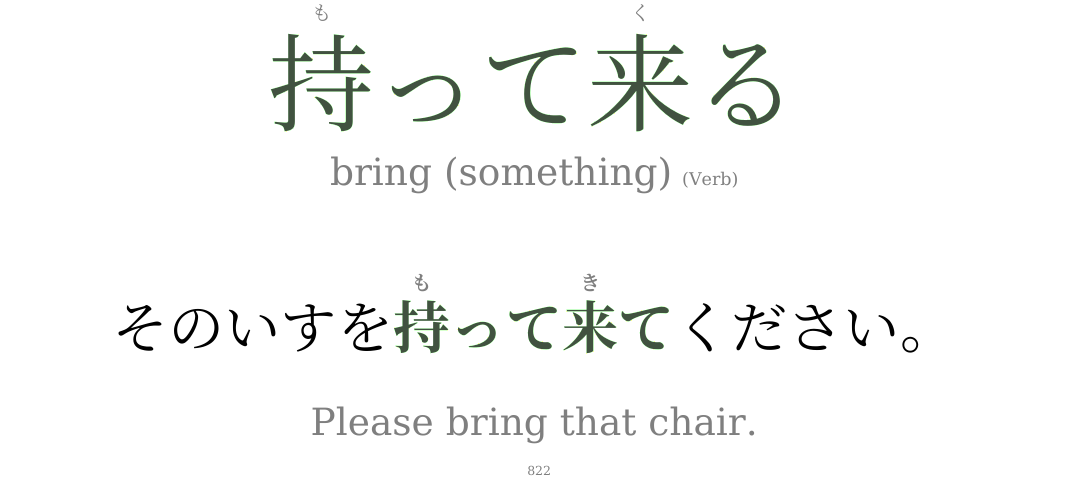 も く
持って来る
bring (something) (Verb)
も き
そのいすを持って来てください。
Please bring that chair.
822